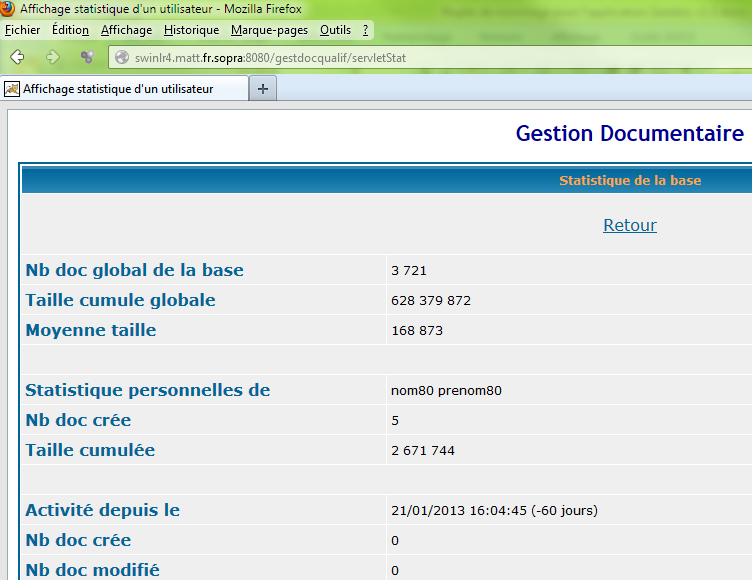 Affichage statistique d'un utilisateur - Mozilla Firefox
Fichier Édition Affichage Historique Marque-pages Outils ?
swinlr4.matt.fr.sopra:8080/gestdocqualif/servletStat
Affichage statistique d'un utilisateur +
Gestion Documentaire
Statistique de la base
Retour
Nb doc global de la base 3 721
Taille cumule globale 628 379 872
Moyenne taille 168 873
Statistique personnelles de nom80 prenom80
Nb doc crée 5
Taille cumulée 2 671 744
Activité depuis le 21/01/2013 16:04:45 (-60 jours)
Nb doc crée 0
Nb doc modifié 0